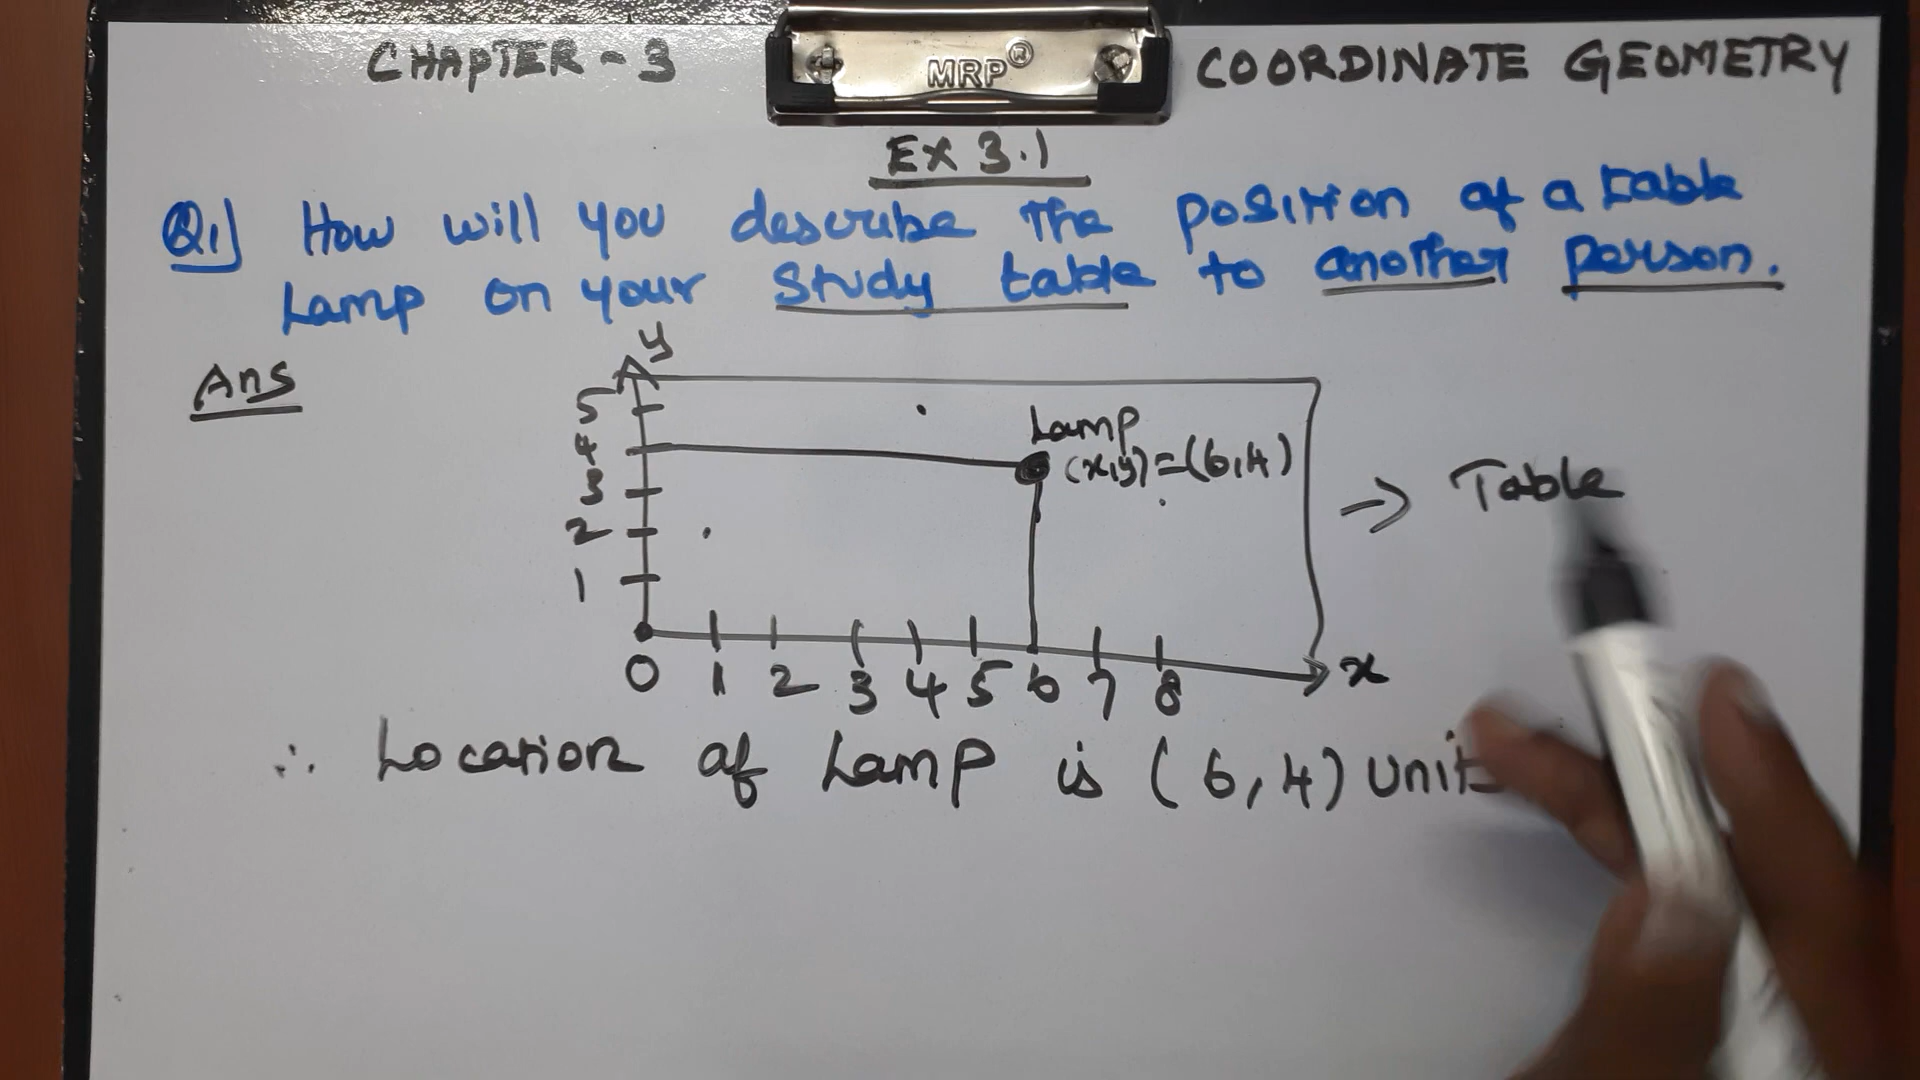 CHAPTER - 3
MRP®
COORDINATE GEOMETRY
EX 3.1
Q1) How will you describe the position of a table
Lamp on your study table to another person.
Ans
y
5
4
3
2
1
Lamp
(x,y) = (6,4)
→ Table
0 1 2 3 4 5 6 7 8 x
∴ Location of Lamp is (6,4) units